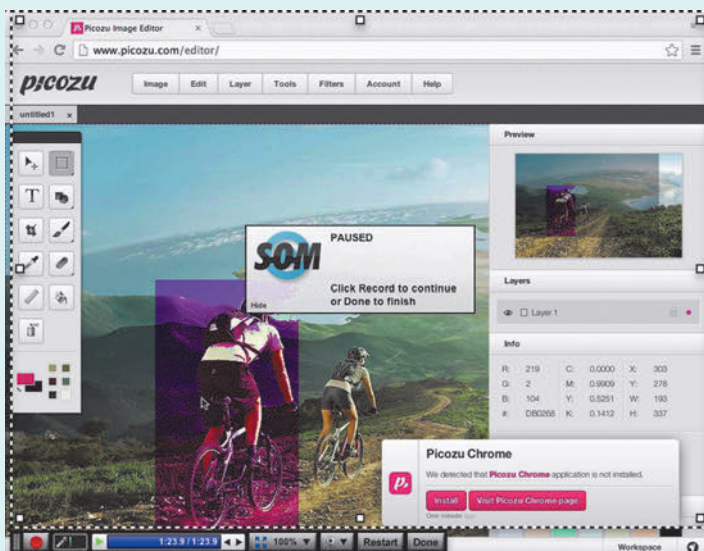 Picozu Image Editor
www.picozu.com/editor/
picozu
Image Edit Layer Tools Filters Account Help
untitled1 x
Preview
T
SOM
PAUSED
Click Record to continue
or Done to finish
Hide
Layers
Layer 1
Info
R: 219 C: 0.0000 X: 303
G: 2 M: 0.9909 Y: 278
B: 104 Y: 0.5251 W: 193
#: DB0268 K: 0.1412 H: 337
Picozu Chrome
We detected that Picozu Chrome application is not installed.
Install Visit Picozu Chrome page
One minute
1:23.9 / 1:23.9 100% Restart Done
Workspace